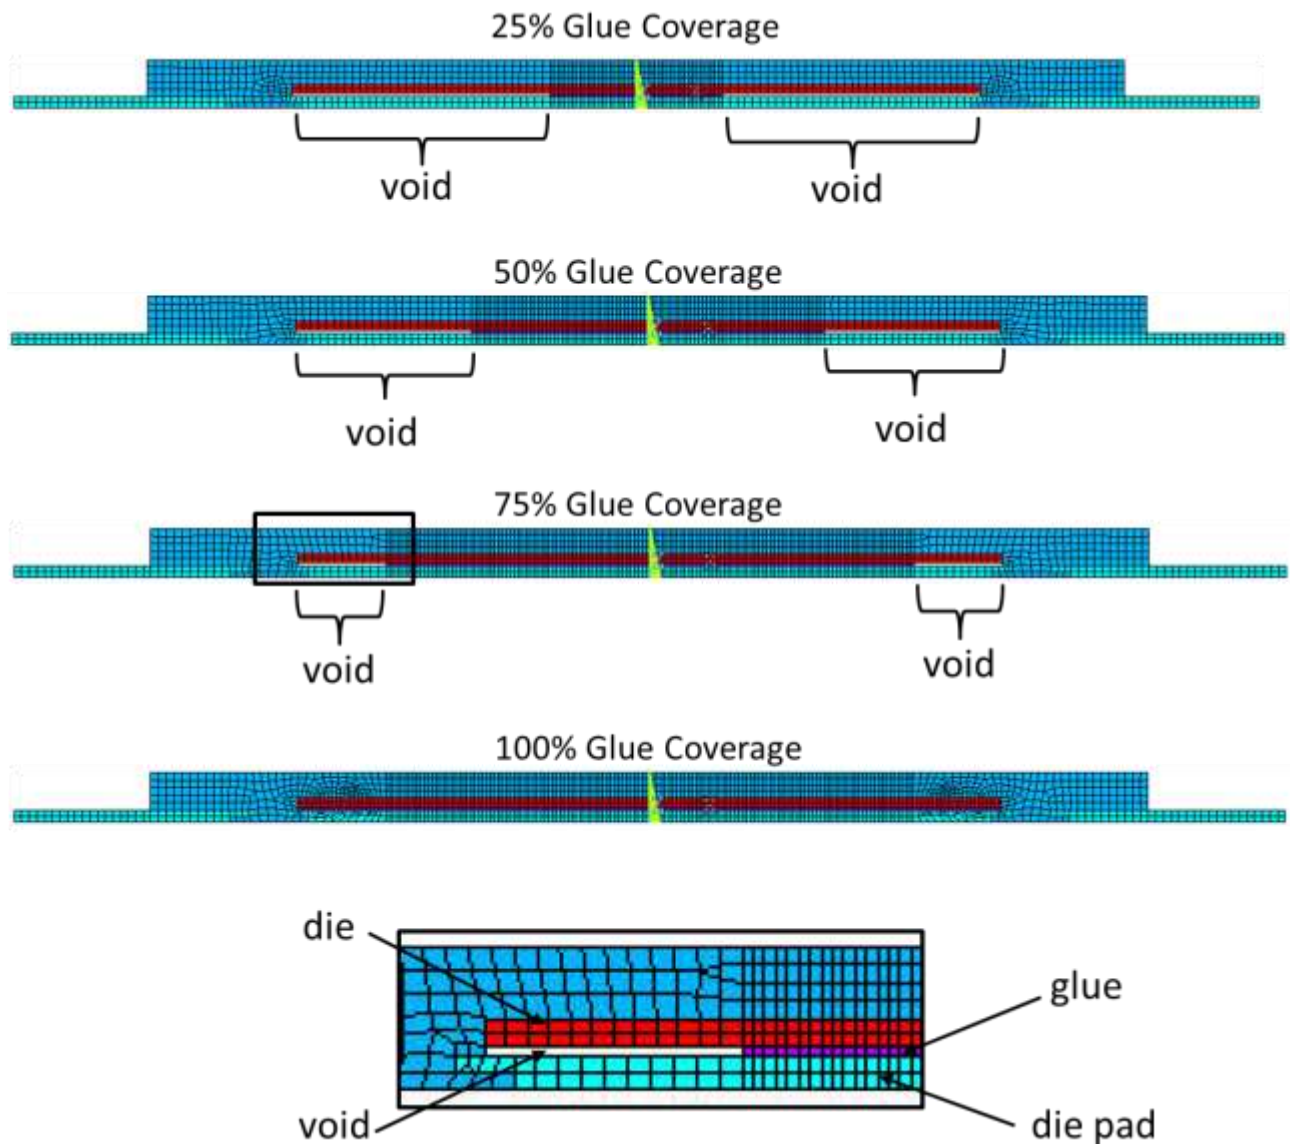 25% Glue Coverage
void
void
50% Glue Coverage
void
void
75% Glue Coverage
void
void
100% Glue Coverage
die
glue
void
die pad